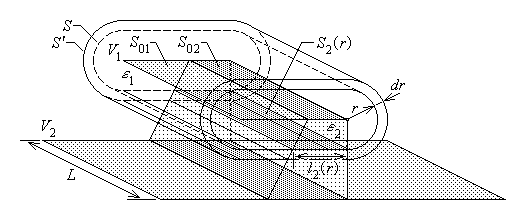 S
S'
V₁
S₀₁
S₀₂
S₂(r)
ε₁
dr
r
ε₂
V₂
L
l₂(r)